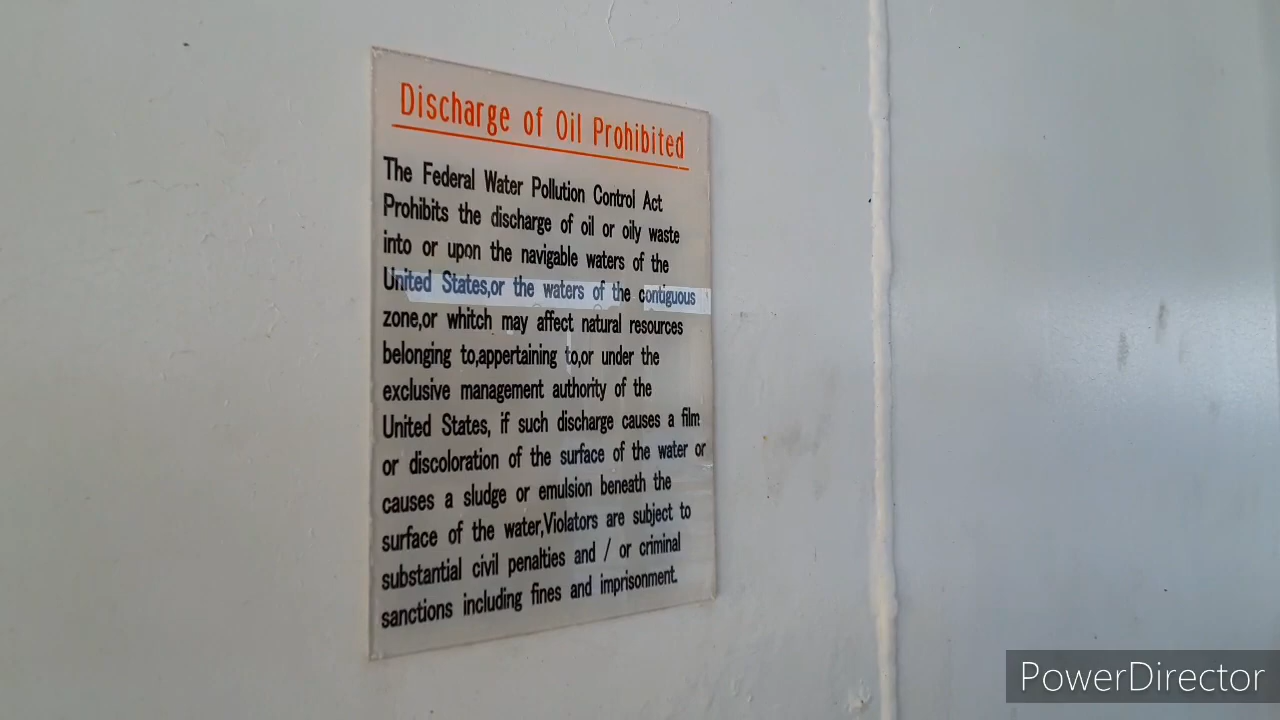 Discharge of Oil Prohibited
The Federal Water Pollution Control Act
Prohibits the discharge of oil or oily waste
into or upon the navigable waters of the
United States,or the waters of the contiguous
zone,or whitch may affect natural resources
belonging to,appertaining to,or under the
exclusive management authority of the
United States, if such discharge causes a film
or discoloration of the surface of the water or
causes a sludge or emulsion beneath the
surface of the water,Violators are subject to
substantial civil penalties and / or criminal
sanctions including fines and imprisonment.
PowerDirector